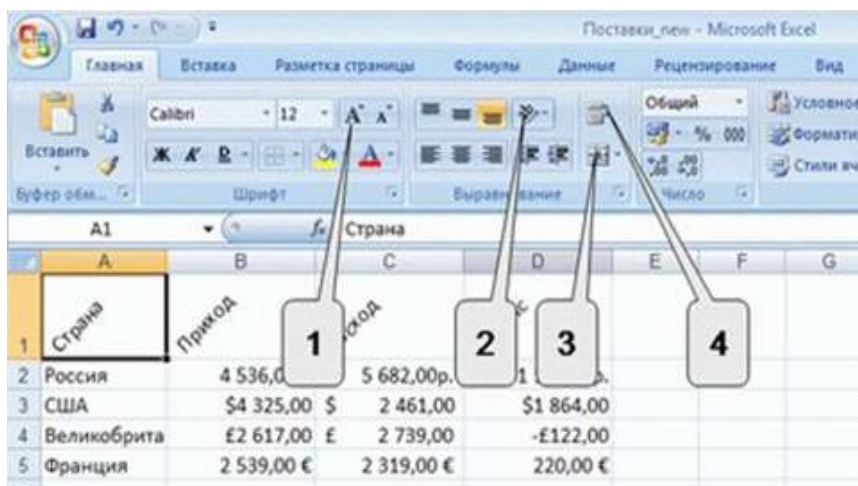 Поставки_new - Microsoft Excel
Главная Вставка Разметка страницы Формулы Данные Рецензирование Вид
Calibri 12 A A Общий Условное
Вставить Ж К Ч % 000 Формати
Стили яч
Буфер обм... Шрифт Выравнивание Число
A1 fx Страна
A B C D E F G
1 Страна Приход
1 2 3 4
2 Россия 5 682,00р.
3 США $4 325,00 $ 2 461,00 $1 864,00
4 Великобрита £2 617,00 £ 2 739,00 -£122,00
5 Франция 2 539,00 € 2 319,00 € 220,00 €